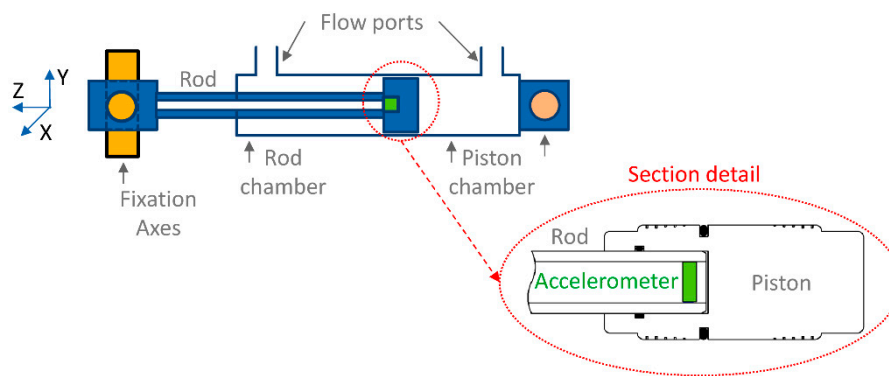 Flow ports
Y
Z
X
Rod
Rod
chamber
Piston
chamber
Fixation
Axes
Section detail
Rod
Accelerometer
Piston